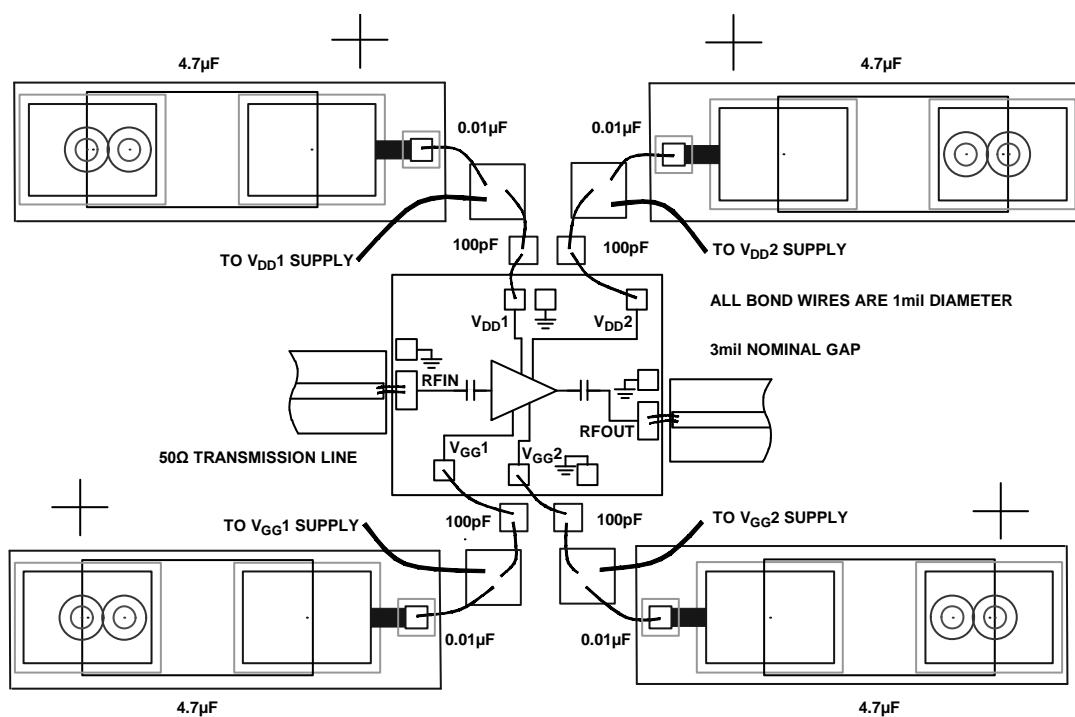 4.7µF
4.7µF
0.01µF
0.01µF
100pF
100pF
TO VDD1 SUPPLY
TO VDD2 SUPPLY
ALL BOND WIRES ARE 1mil DIAMETER
VDD1
VDD2
3mil NOMINAL GAP
RFIN
RFOUT
50Ω TRANSMISSION LINE
VGG1
VGG2
100pF
100pF
TO VGG1 SUPPLY
TO VGG2 SUPPLY
0.01µF
0.01µF
4.7µF
4.7µF